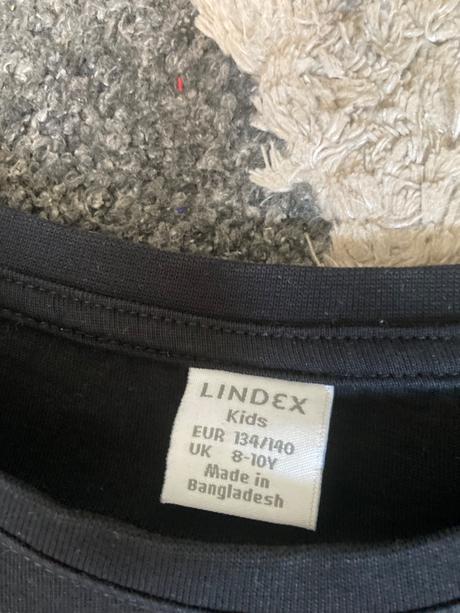 LINDEX
Kids
EUR 134/140
UK 8-10Y
Made in
Bangladesh